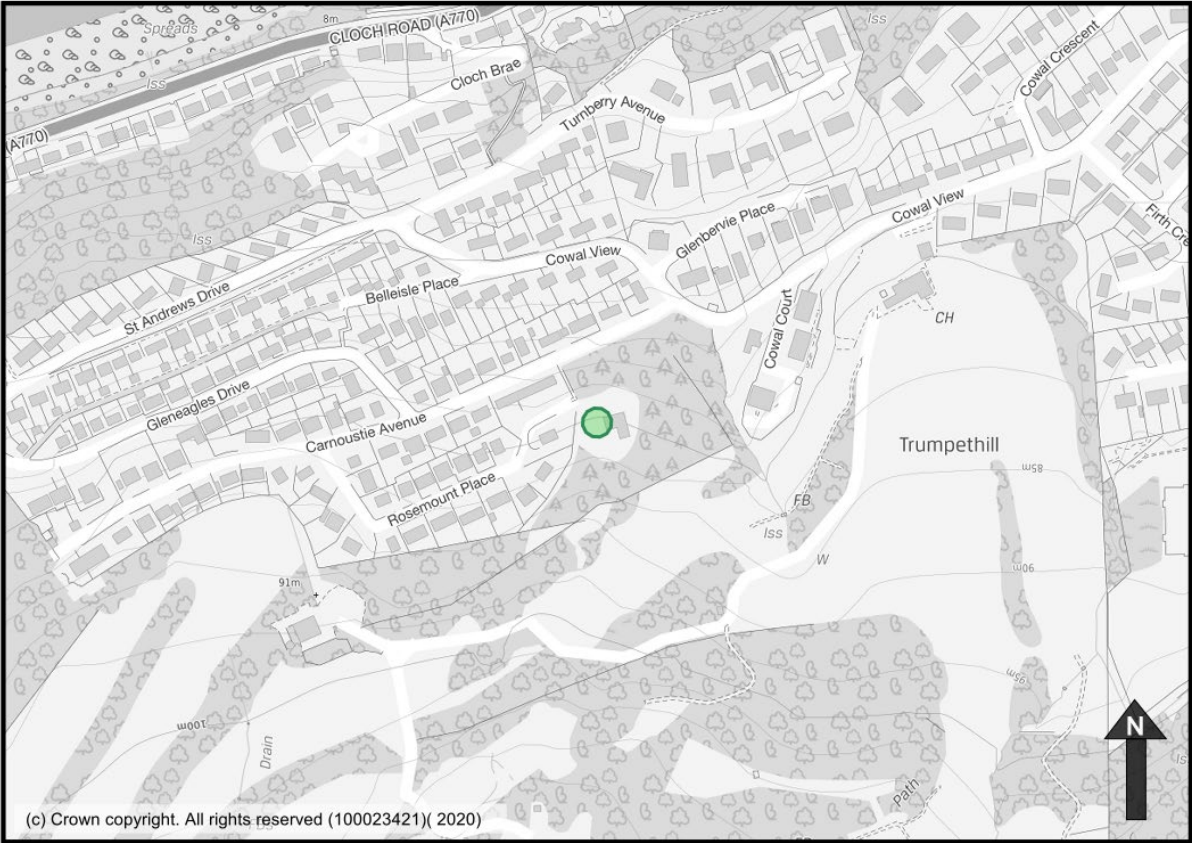 Spreads
8m
CLOCH ROAD (A770)
Iss
Cowal Crescent
Iss
Cloch Brae
Turnberry Avenue
(A770)
Iss
Glenbervie Place
Cowal View
Firth Cre
Cowal View
Belleisle Place
St Andrews Drive
Cowal Court
CH
Gleneagles Drive
Carnoustie Avenue
Trumpethill
85m
Rosemount Place
FB
Iss
W
90m
91m
95m
100m
Drain
N
Is
Path
(c) Crown copyright. All rights reserved (100023421)( 2020)